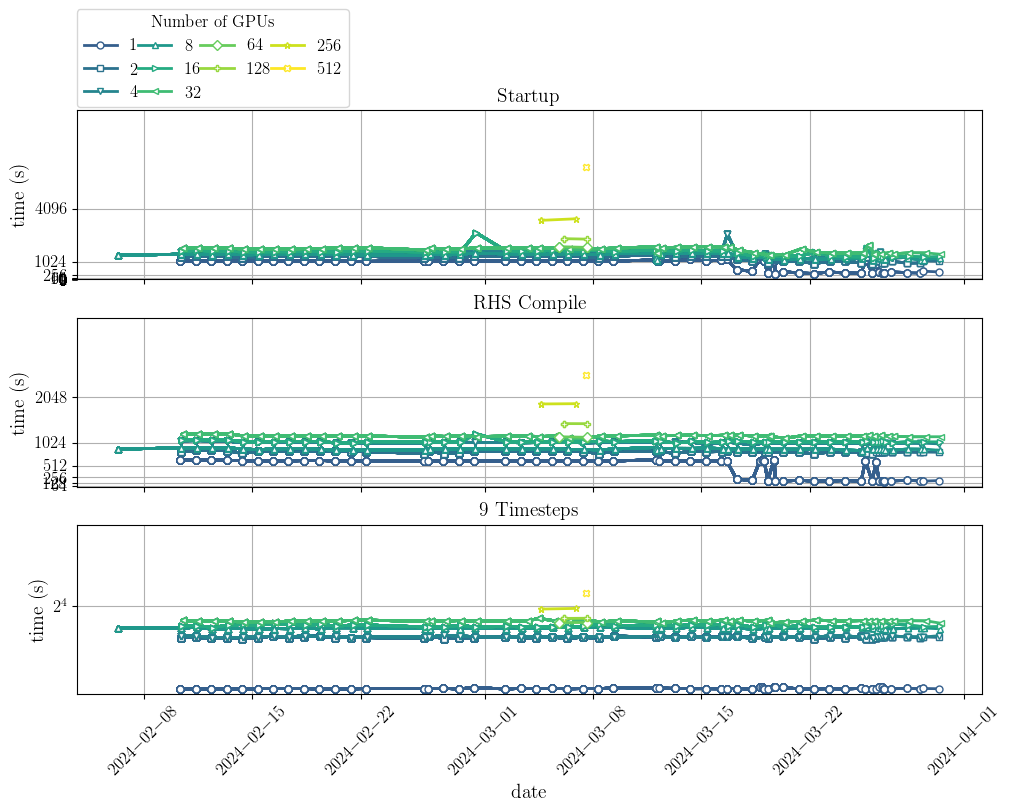 Number of GPUs
1 8 64 256
2 16 128 512
4 32
Startup
time (s)
4096
1024
256
RHS Compile
time (s)
2048
1024
512
256
128
64
9 Timesteps
time (s)
2^4
2024−02−08
2024−02−15
2024−02−22
2024−03−01
2024−03−08
2024−03−15
2024−03−22
2024−04−01
date